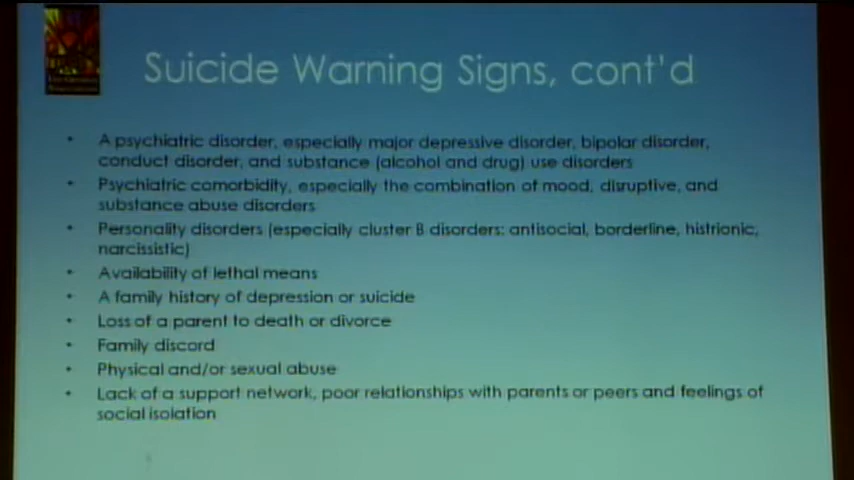 Suicide Warning Signs, cont'd
• A psychiatric disorder, especially major depressive disorder, bipolar disorder,
conduct disorder, and substance (alcohol and drug) use disorders
• Psychiatric comorbidity, especially the combination of mood, disruptive, and
substance abuse disorders
• Personality disorders (especially cluster B disorders: antisocial, borderline, histrionic,
narcissistic)
• Availability of lethal means
• A family history of depression or suicide
• Loss of a parent to death or divorce
• Family discord
• Physical and/or sexual abuse
• Lack of a support network, poor relationships with parents or peers and feelings of
social isolation